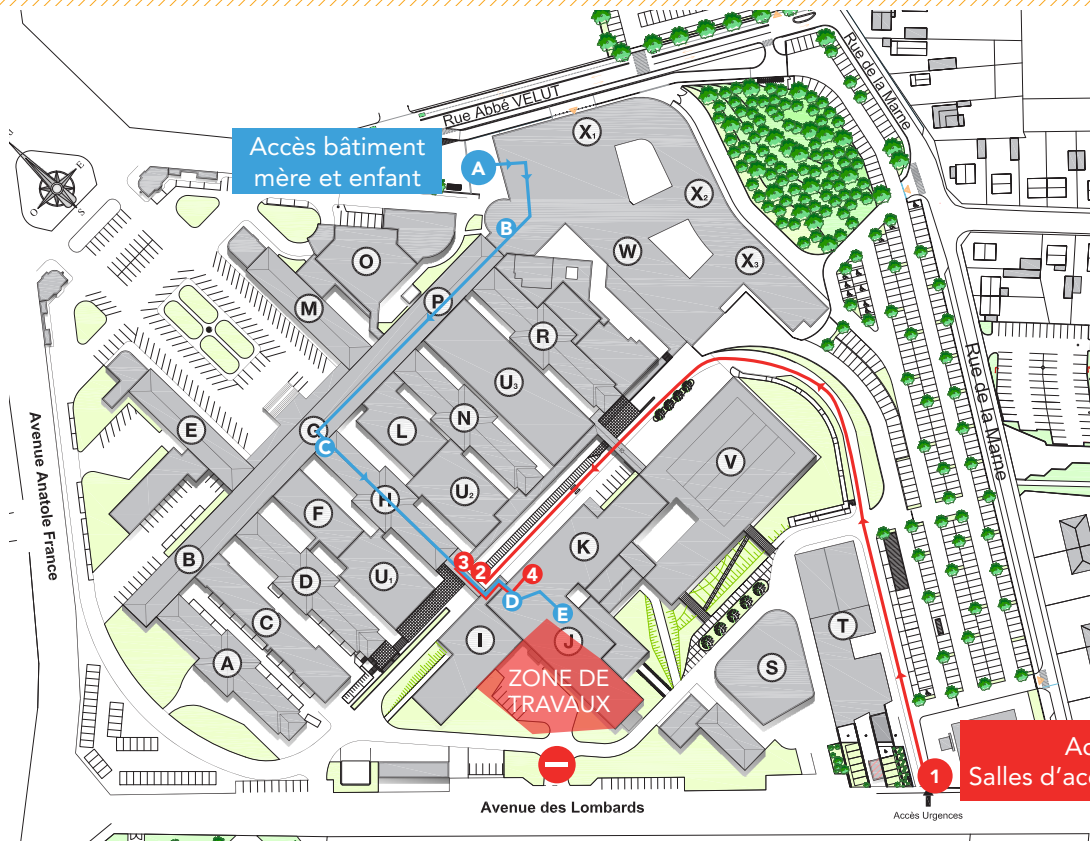 Rue Abbé VELUT
Rue de la Marne
Accès bâtiment
mère et enfant
A
B
X1
X2
X3
W
O
M
P
R
U3
E
G
C
L
N
U2
V
F
H
K
B
D
U1
3
2
4
D
E
C
A
I
J
T
S
ZONE DE
TRAVAUX
Rue de la Marne
Avenue Anatole France
E
S
O
Ac
Salles d'acc
1
Avenue des Lombards
Accès Urgences